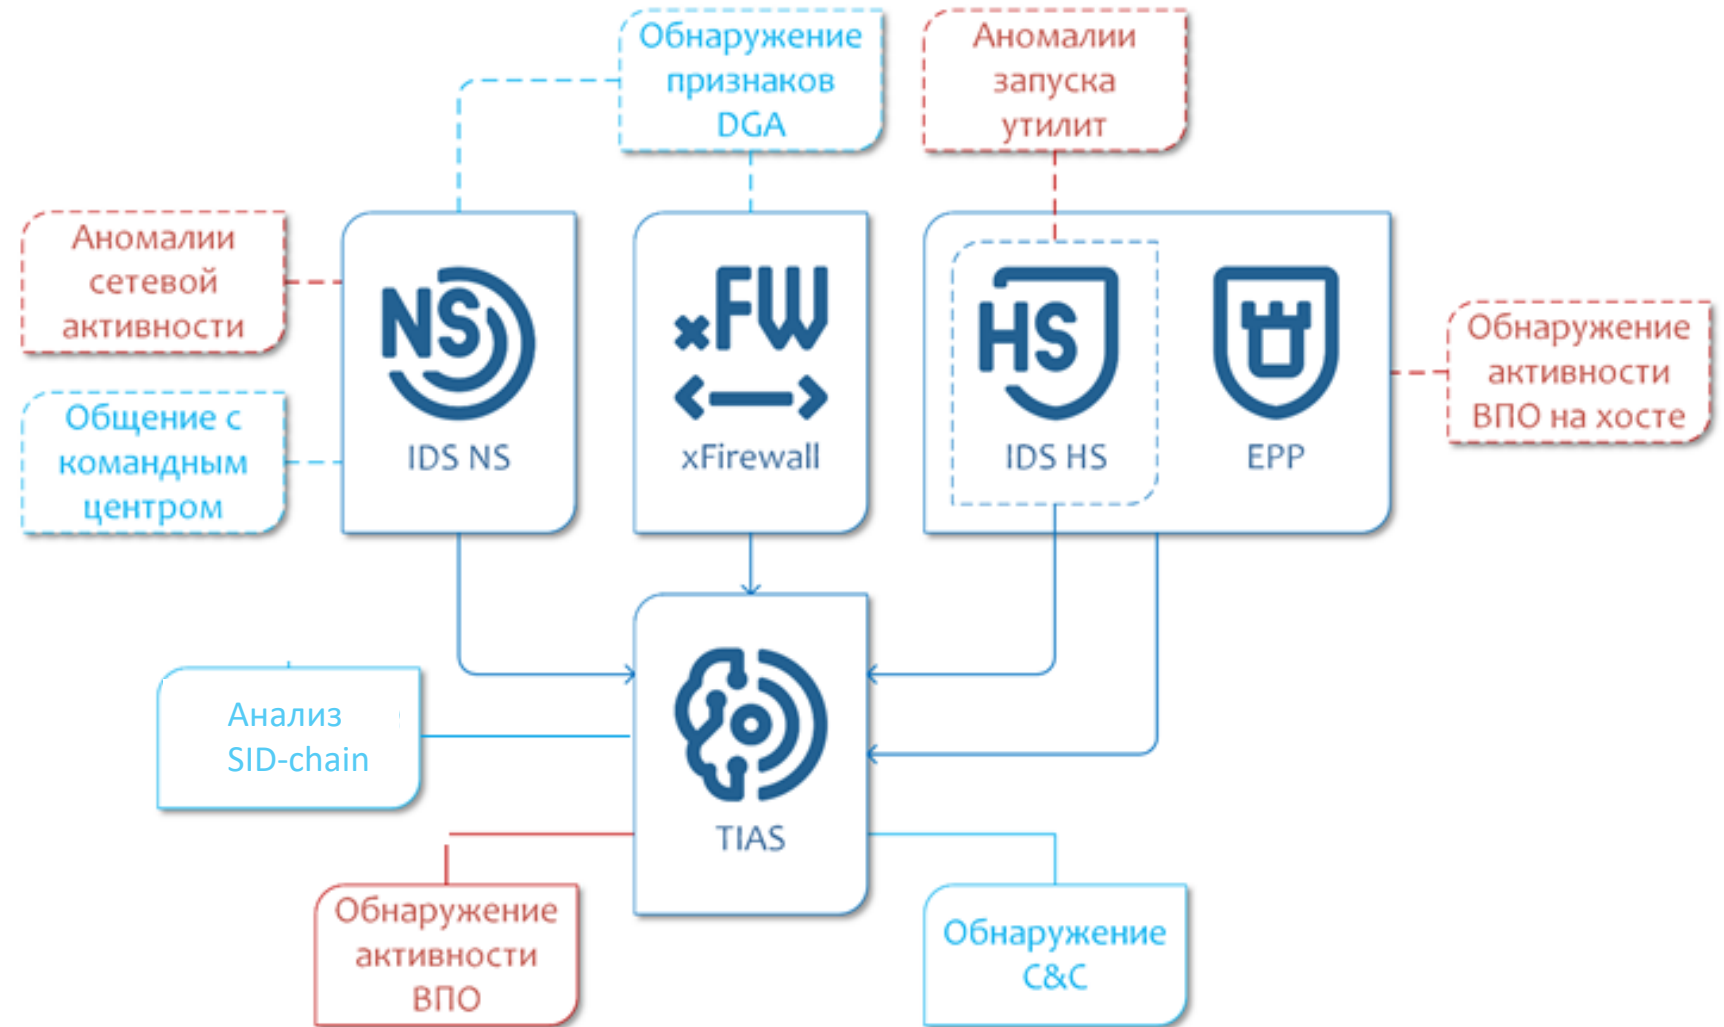 Обнаружение
признаков
DGA
Аномалии
запуска
утилит
Аномалии
сетевой
активности
Общение с
командным
центром
NS
IDS NS
xFW
xFirewall
HS
IDS HS
EPP
Обнаружение
активности
ВПО на хосте
Анализ
SID-chain
TIAS
Обнаружение
активности
ВПО
Обнаружение
C&C